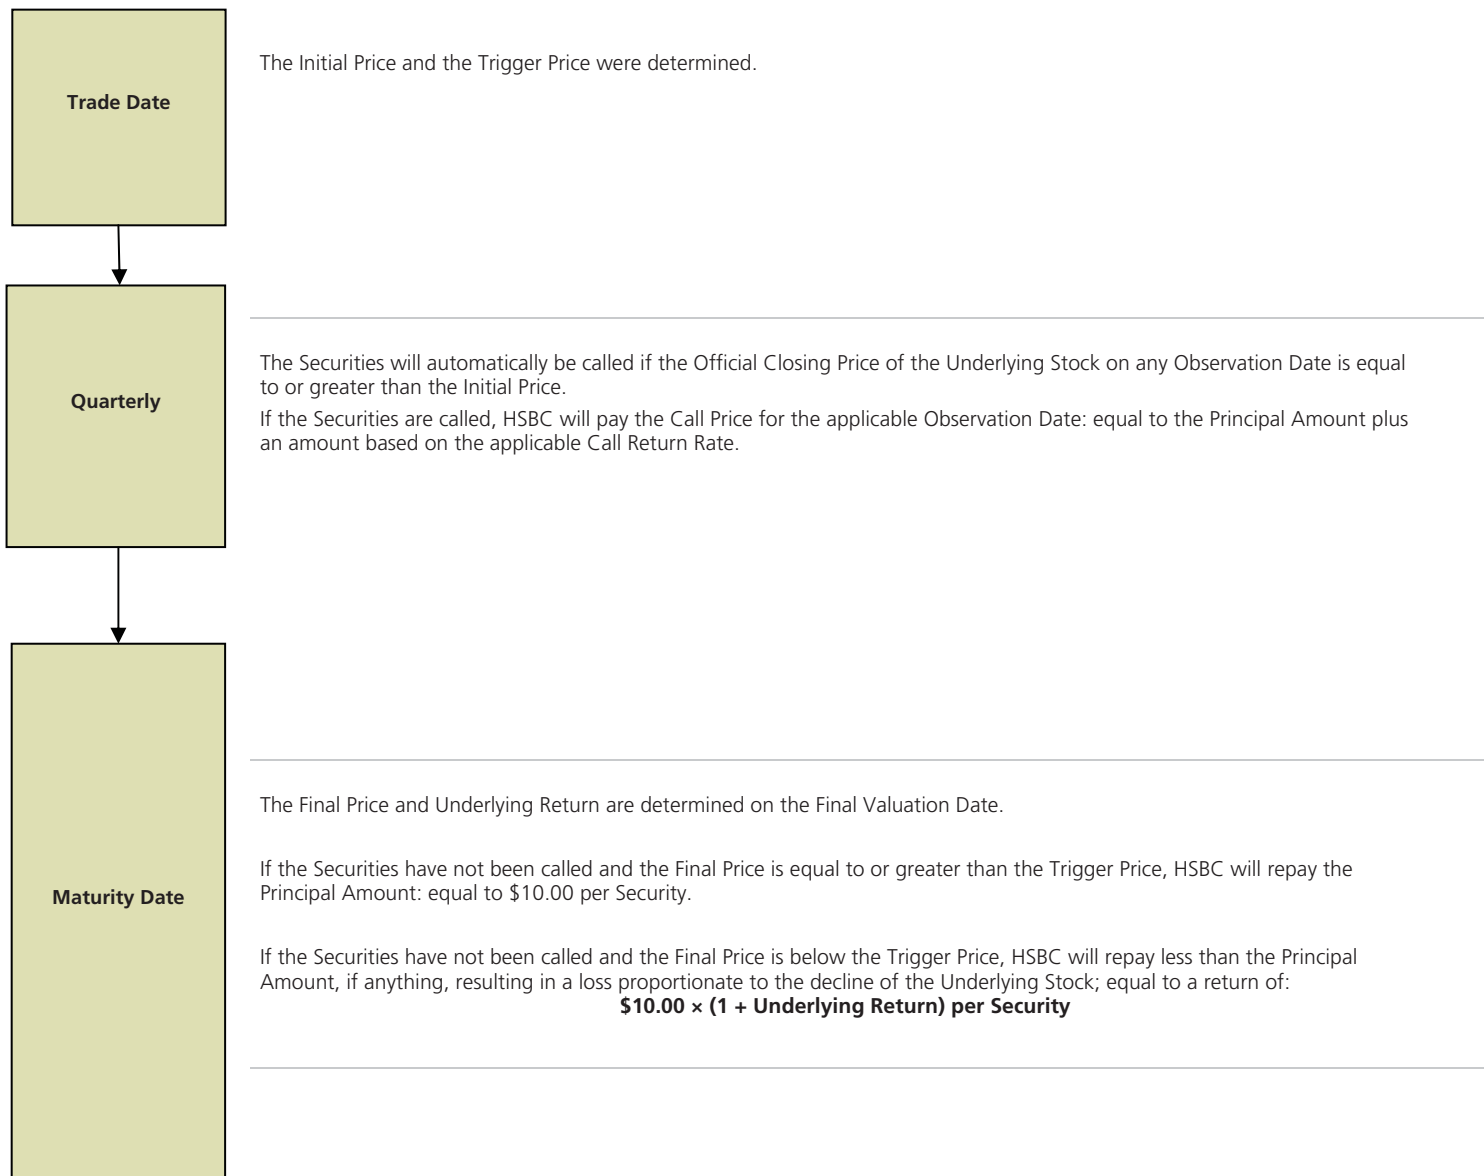 Trade Date
The Initial Price and the Trigger Price were determined.
Quarterly
The Securities will automatically be called if the Official Closing Price of the Underlying Stock on any Observation Date is equal
to or greater than the Initial Price.
If the Securities are called, HSBC will pay the Call Price for the applicable Observation Date: equal to the Principal Amount plus
an amount based on the applicable Call Return Rate.
Maturity Date
The Final Price and Underlying Return are determined on the Final Valuation Date.
If the Securities have not been called and the Final Price is equal to or greater than the Trigger Price, HSBC will repay the
Principal Amount: equal to $10.00 per Security.
If the Securities have not been called and the Final Price is below the Trigger Price, HSBC will repay less than the Principal
Amount, if anything, resulting in a loss proportionate to the decline of the Underlying Stock; equal to a return of:
$10.00 × (1 + Underlying Return) per Security